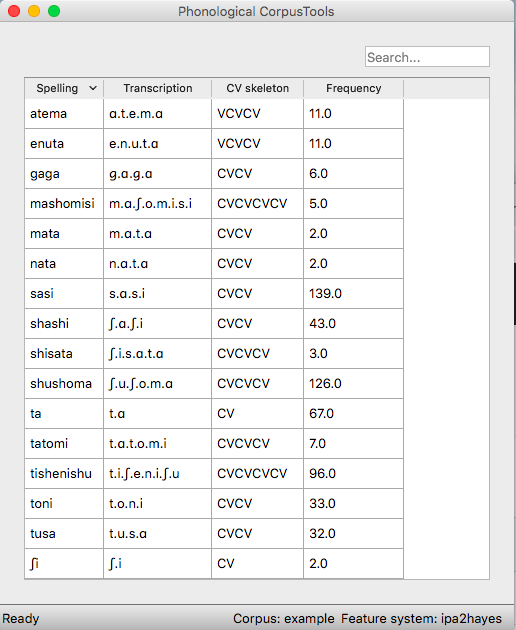 Phonological CorpusTools
Search...
Spelling Transcription CV skeleton Frequency
atema ɑ.t.e.m.ɑ VCVCV 11.0
enuta e.n.u.t.ɑ VCVCV 11.0
gaga ɡ.ɑ.ɡ.ɑ CVCV 6.0
mashomisi m.ɑ.ʃ.o.m.i.s.i CVCVCVCV 5.0
mata m.ɑ.t.ɑ CVCV 2.0
nata n.ɑ.t.ɑ CVCV 2.0
sasi s.ɑ.s.i CVCV 139.0
shashi ʃ.ɑ.ʃ.i CVCV 43.0
shisata ʃ.i.s.ɑ.t.ɑ CVCVCV 3.0
shushoma ʃ.u.ʃ.o.m.ɑ CVCVCV 126.0
ta t.ɑ CV 67.0
tatomi t.ɑ.t.o.m.i CVCVCV 7.0
tishenishu t.i.ʃ.e.n.i.ʃ.u CVCVCVCV 96.0
toni t.o.n.i CVCV 33.0
tusa t.u.s.ɑ CVCV 32.0
ʃi ʃ.i CV 2.0
Ready Corpus: example Feature system: ipa2hayes